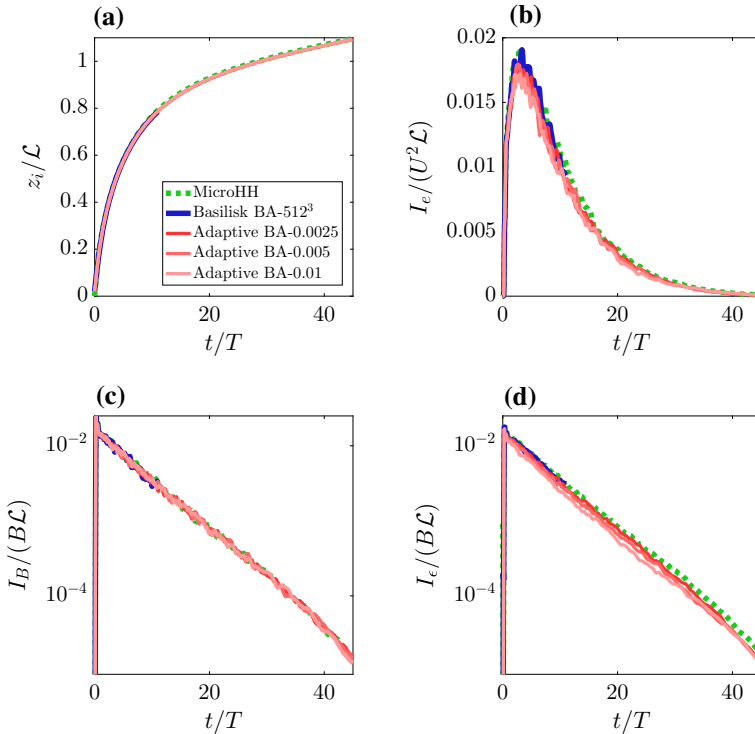 (a)
1
0.8
0.6
0.4
0.2
0
z_i/ℒ
MicroHH
Basilisk BA-512³
Adaptive BA-0.0025
Adaptive BA-0.005
Adaptive BA-0.01
0 20 40
t/T
(b)
0.02
0.015
0.01
0.005
0
I_e/(U²ℒ)
0 20 40
t/T
(c)
10⁻²
10⁻⁴
I_B/(Bℒ)
0 20 40
t/T
(d)
10⁻²
10⁻⁴
I_ϵ/(Bℒ)
0 20 40
t/T